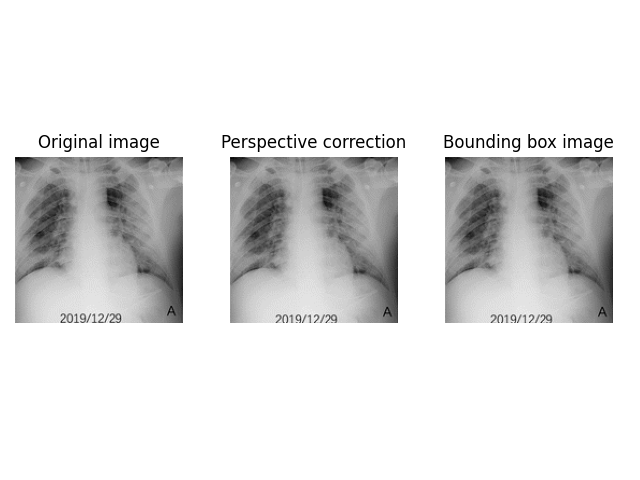 Original image
Perspective correction
Bounding box image
A
2019/12/29
A
2019/12/29
A
2019/12/29